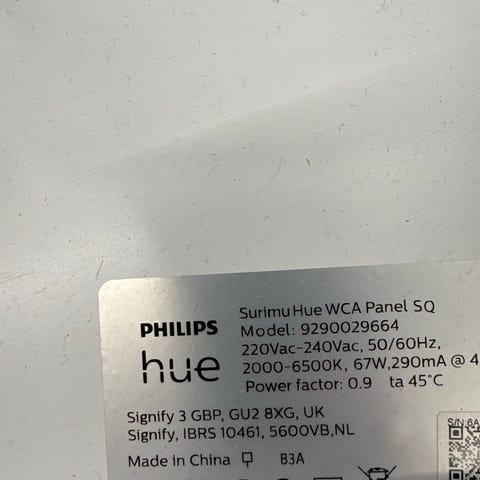 Surimu Hue WCA Panel SQ
PHILIPS
hue
Model: 9290029664
220Vac-240Vac, 50/60Hz,
2000-6500K, 67W,290mA @ 4
Power factor: 0.9 ta 45°C
Signify 3 GBP, GU2 8XG, UK
Signify, IBRS 10461, 5600VB,NL
Made in China B3A
S/N:6A